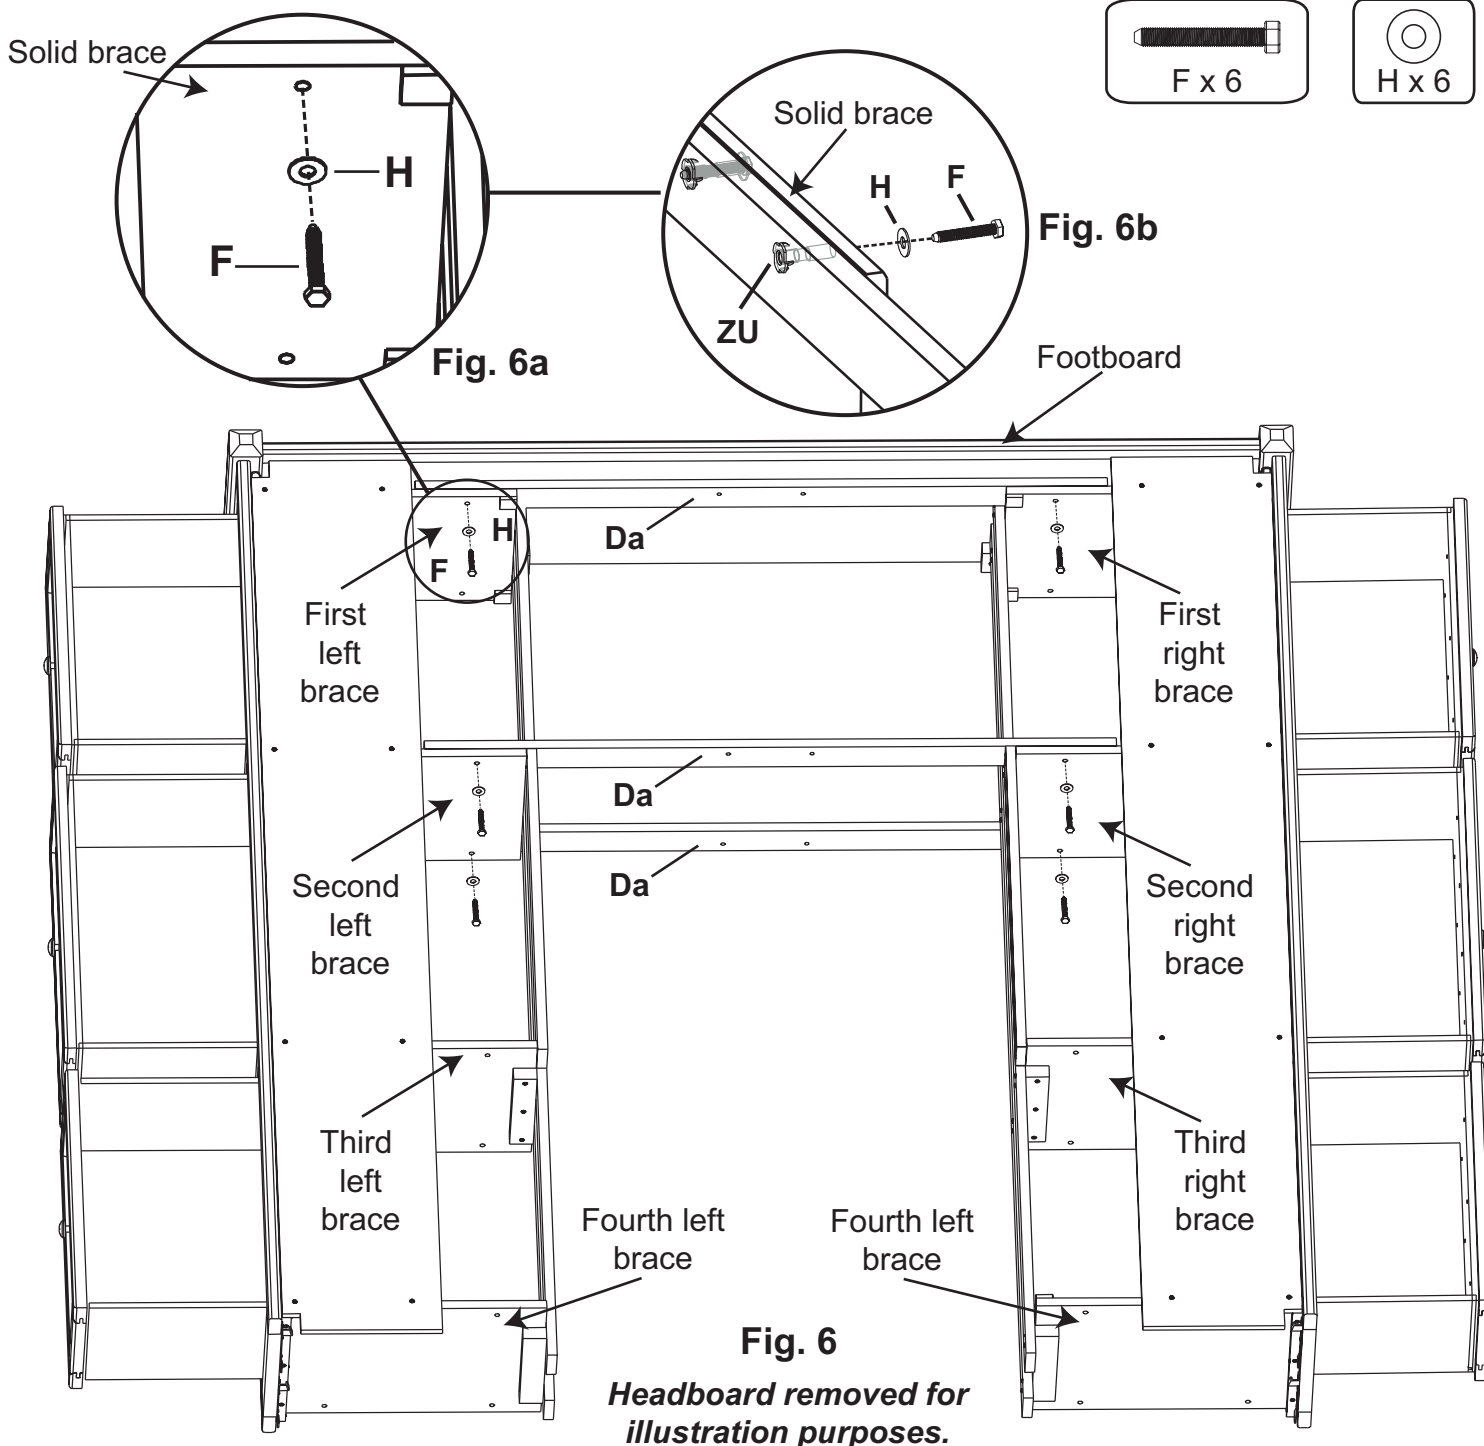 Solid brace
H
F
Fig. 6a
Solid brace
H
F
ZU
Fig. 6b
F x 6
H x 6
Footboard
Da
H
F
First
left
brace
First
right
brace
Da
Second
left
brace
Da
Second
right
brace
Third
left
brace
Third
right
brace
Fourth left
brace
Fourth left
brace
Fig. 6
Headboard removed for
illustration purposes.